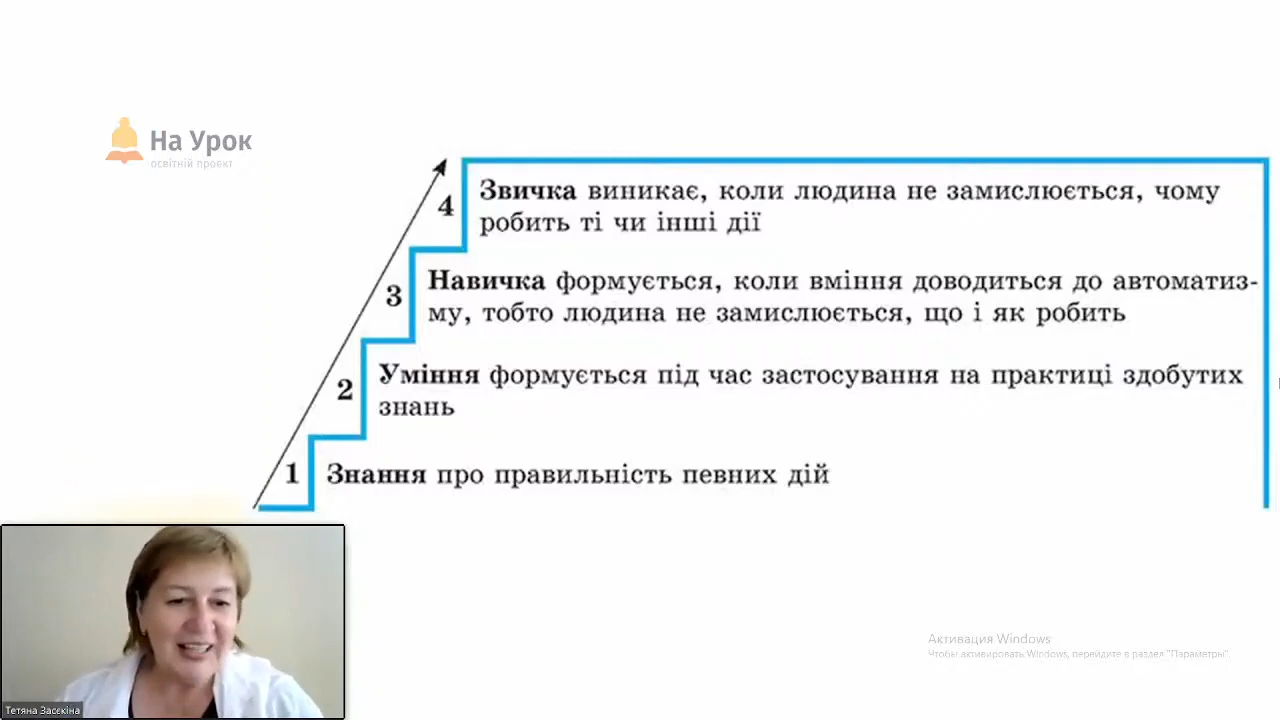 На Урок
освітній проект
4
Звичка виникає, коли людина не замислюється, чому
робить ті чи інші дії
3
Навичка формується, коли вміння доводиться до автоматиз-
му, тобто людина не замислюється, що і як робить
2
Уміння формується під час застосування на практиці здобутих
знань
1
Знання про правильність певних дій
Активация Windows
Чтобы активировать Windows, перейдите в раздел "Параметры".
Тетяна Засєкіна